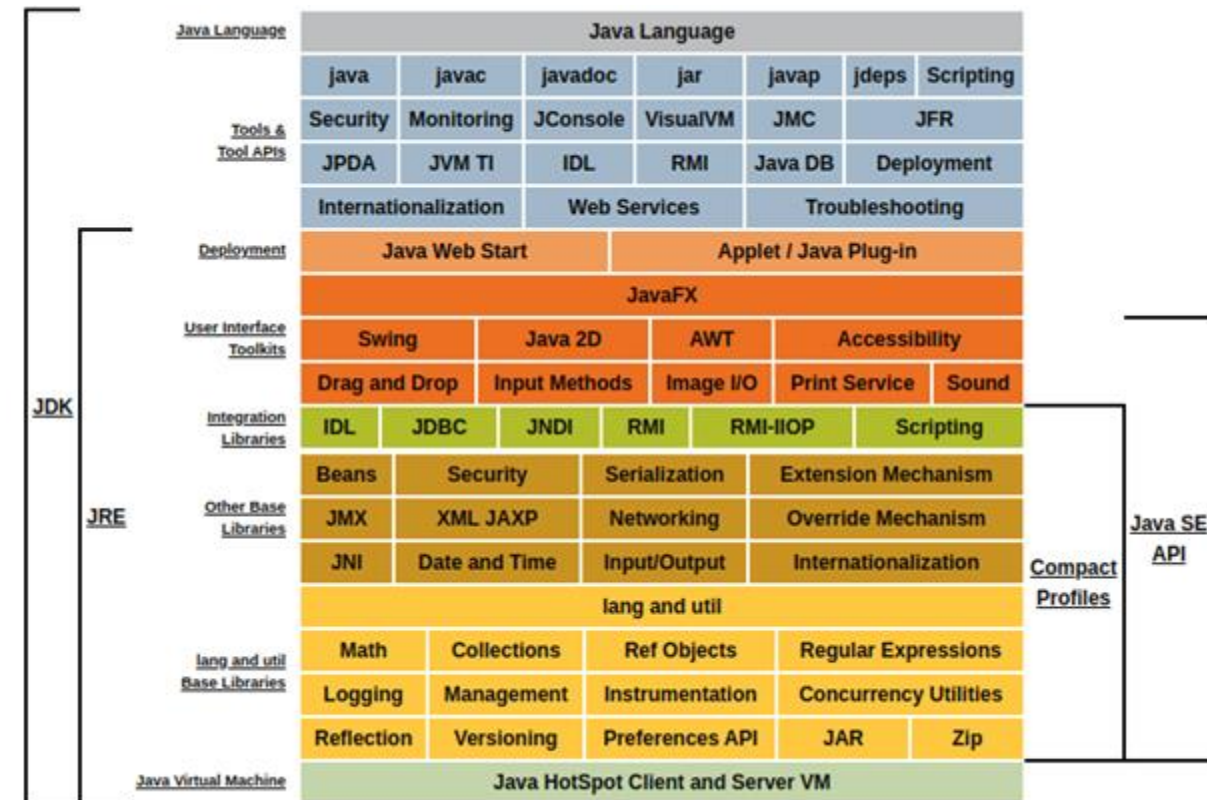 Java Language Java Language
java javac javadoc jar javap jdeps Scripting
Tools & Tool APIs
Security Monitoring JConsole VisualVM JMC JFR
JPDA JVM TI IDL RMI Java DB Deployment
Internationalization Web Services Troubleshooting
Deployment Java Web Start Applet / Java Plug-in
JavaFX
User Interface Toolkits
Swing Java 2D AWT Accessibility
Drag and Drop Input Methods Image I/O Print Service Sound
JDK
Integration Libraries
IDL JDBC JNDI RMI RMI-IIOP Scripting
Beans Security Serialization Extension Mechanism
JRE
Other Base Libraries
JMX XML JAXP Networking Override Mechanism
Java SE API
JNI Date and Time Input/Output Internationalization
Compact Profiles
lang and util
lang and util Base Libraries
Math Collections Ref Objects Regular Expressions
Logging Management Instrumentation Concurrency Utilities
Reflection Versioning Preferences API JAR Zip
Java Virtual Machine Java HotSpot Client and Server VM